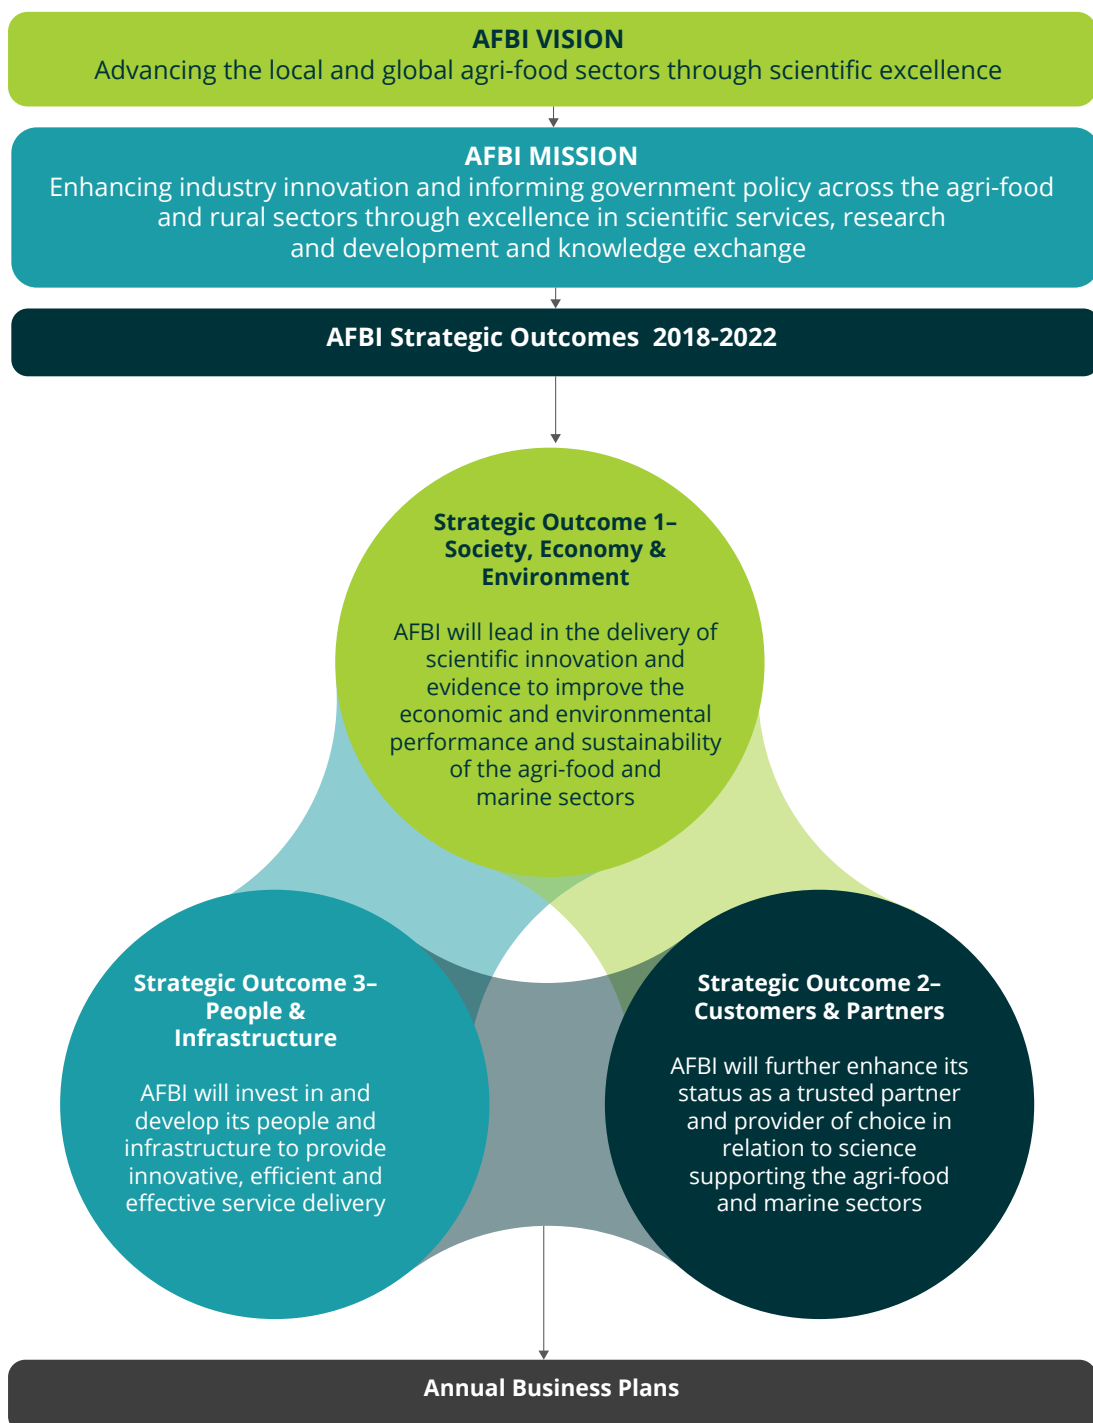 AFBI VISION
Advancing the local and global agri-food sectors through scientific excellence
AFBI MISSION
Enhancing industry innovation and informing government policy across the agri-food
and rural sectors through excellence in scientific services, research
and development and knowledge exchange
AFBI Strategic Outcomes 2018-2022
Strategic Outcome 1–
Society, Economy &
Environment
AFBI will lead in the delivery of
scientific innovation and
evidence to improve the
economic and environmental
performance and sustainability
of the agri-food and
marine sectors
Strategic Outcome 3–
People &
Infrastructure
AFBI will invest in and
develop its people and
infrastructure to provide
innovative, efficient and
effective service delivery
Strategic Outcome 2–
Customers & Partners
AFBI will further enhance its
status as a trusted partner
and provider of choice in
relation to science
supporting the agri-food
and marine sectors
Annual Business Plans